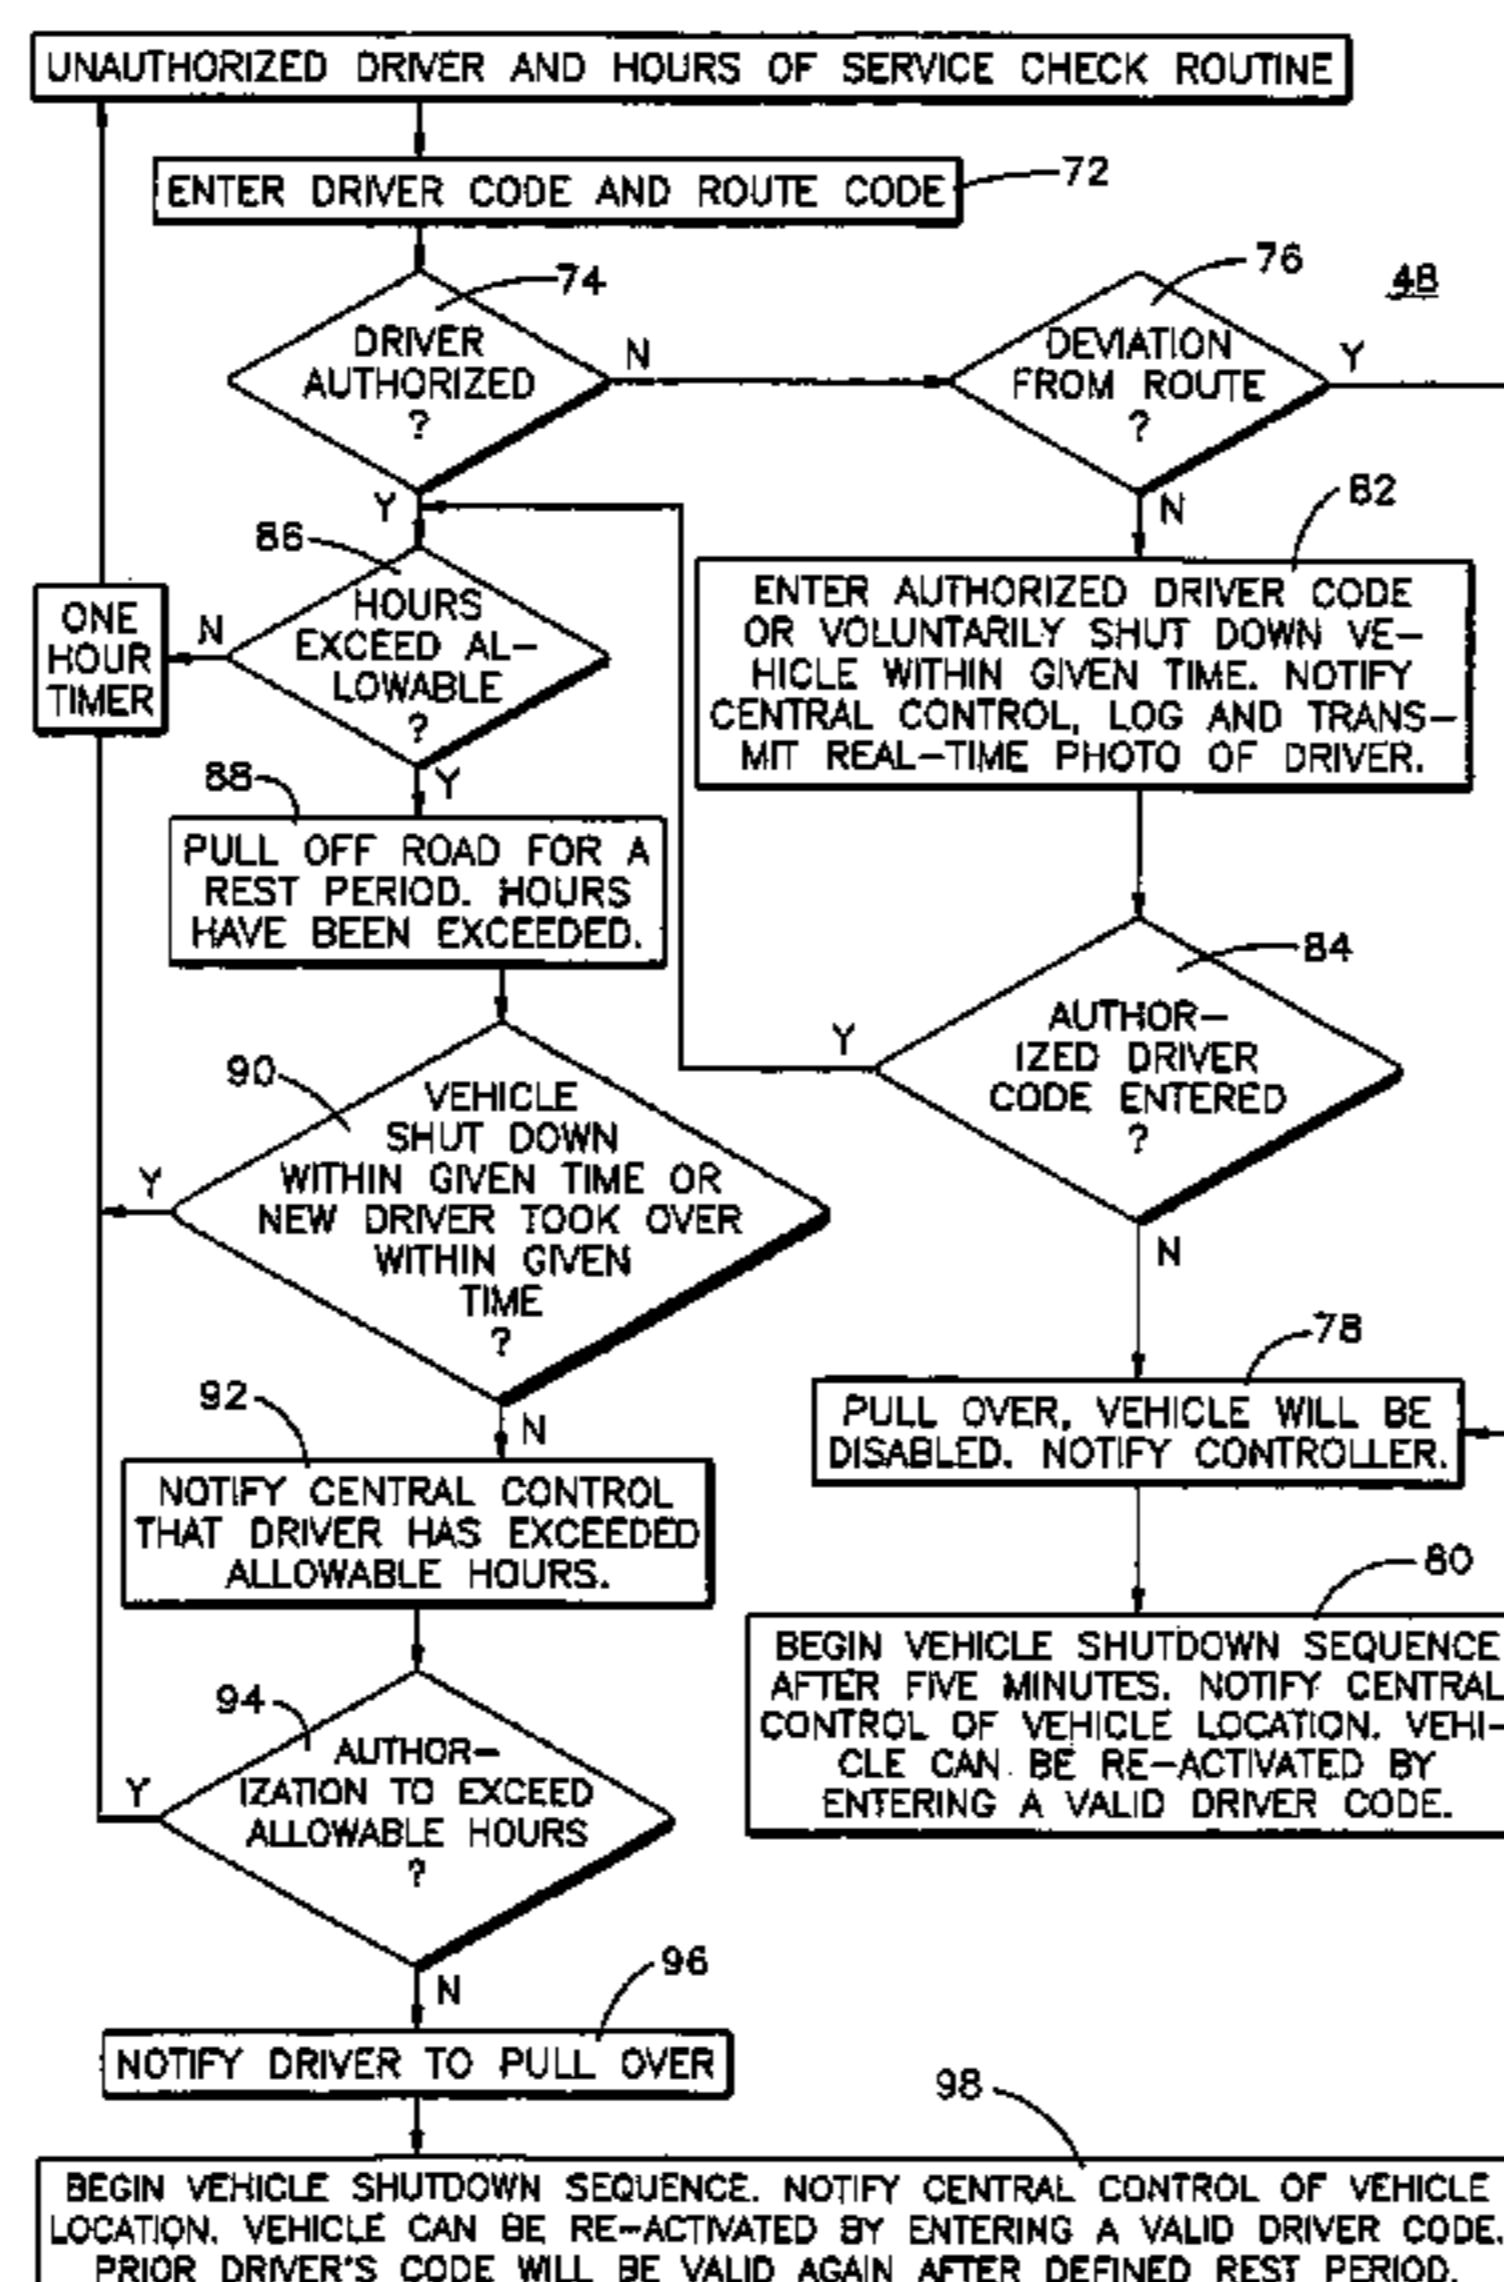 UNAUTHORIZED DRIVER AND HOURS OF SERVICE CHECK ROUTINE
ENTER DRIVER CODE AND ROUTE CODE
72
74
DRIVER
AUTHORIZED
?
N
Y
76
48
DEVIATION
FROM ROUTE
?
Y
N
82
ENTER AUTHORIZED DRIVER CODE
OR VOLUNTARILY SHUT DOWN VE-
HICLE WITHIN GIVEN TIME. NOTIFY
CENTRAL CONTROL, LOG AND TRANS-
MIT REAL-TIME PHOTO OF DRIVER.
86
HOURS
EXCEED AL-
LOWABLE
?
N
Y
ONE
HOUR
TIMER
88
PULL OFF ROAD FOR A
REST PERIOD. HOURS
HAVE BEEN EXCEEDED.
84
AUTHOR-
IZED DRIVER
CODE ENTERED
?
Y
N
90
VEHICLE
SHUT DOWN
WITHIN GIVEN TIME OR
NEW DRIVER TOOK OVER
WITHIN GIVEN
TIME
?
Y
N
78
PULL OVER, VEHICLE WILL BE
DISABLED. NOTIFY CONTROLLER.
92
NOTIFY CENTRAL CONTROL
THAT DRIVER HAS EXCEEDED
ALLOWABLE HOURS.
80
BEGIN VEHICLE SHUTDOWN SEQUENCE
AFTER FIVE MINUTES. NOTIFY CENTRAL
CONTROL OF VEHICLE LOCATION. VEHI-
CLE CAN BE RE-ACTIVATED BY
ENTERING A VALID DRIVER CODE.
94
AUTHOR-
IZATION TO EXCEED
ALLOWABLE HOURS
?
Y
N
96
NOTIFY DRIVER TO PULL OVER
98
BEGIN VEHICLE SHUTDOWN SEQUENCE. NOTIFY CENTRAL CONTROL OF VEHICLE
LOCATION. VEHICLE CAN BE RE-ACTIVATED BY ENTERING A VALID DRIVER CODE.
PRIOR DRIVER'S CODE WILL BE VALID AGAIN AFTER DEFINED REST PERIOD.